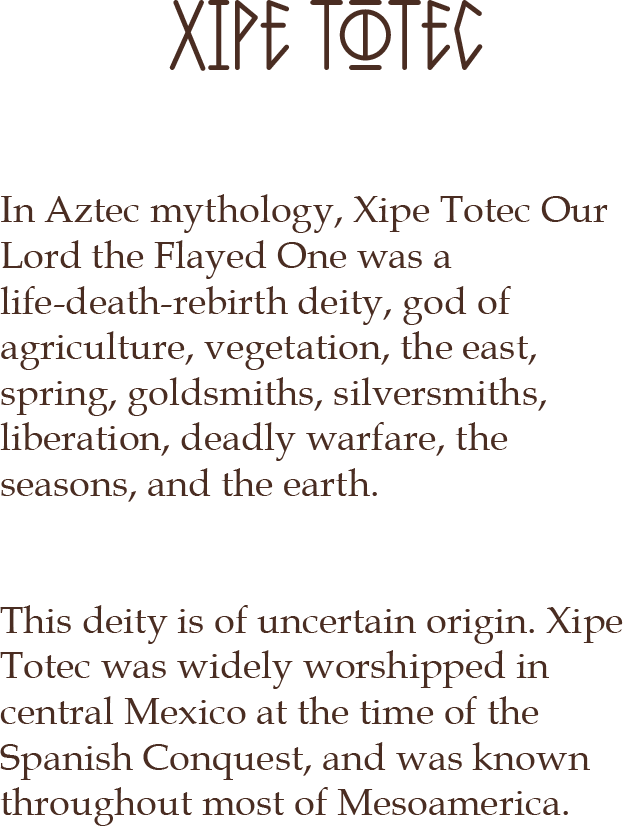 XIPE TOTEC
In Aztec mythology, Xipe Totec Our
Lord the Flayed One was a
life-death-rebirth deity, god of
agriculture, vegetation, the east,
spring, goldsmiths, silversmiths,
liberation, deadly warfare, the
seasons, and the earth.
This deity is of uncertain origin. Xipe
Totec was widely worshipped in
central Mexico at the time of the
Spanish Conquest, and was known
throughout most of Mesoamerica.